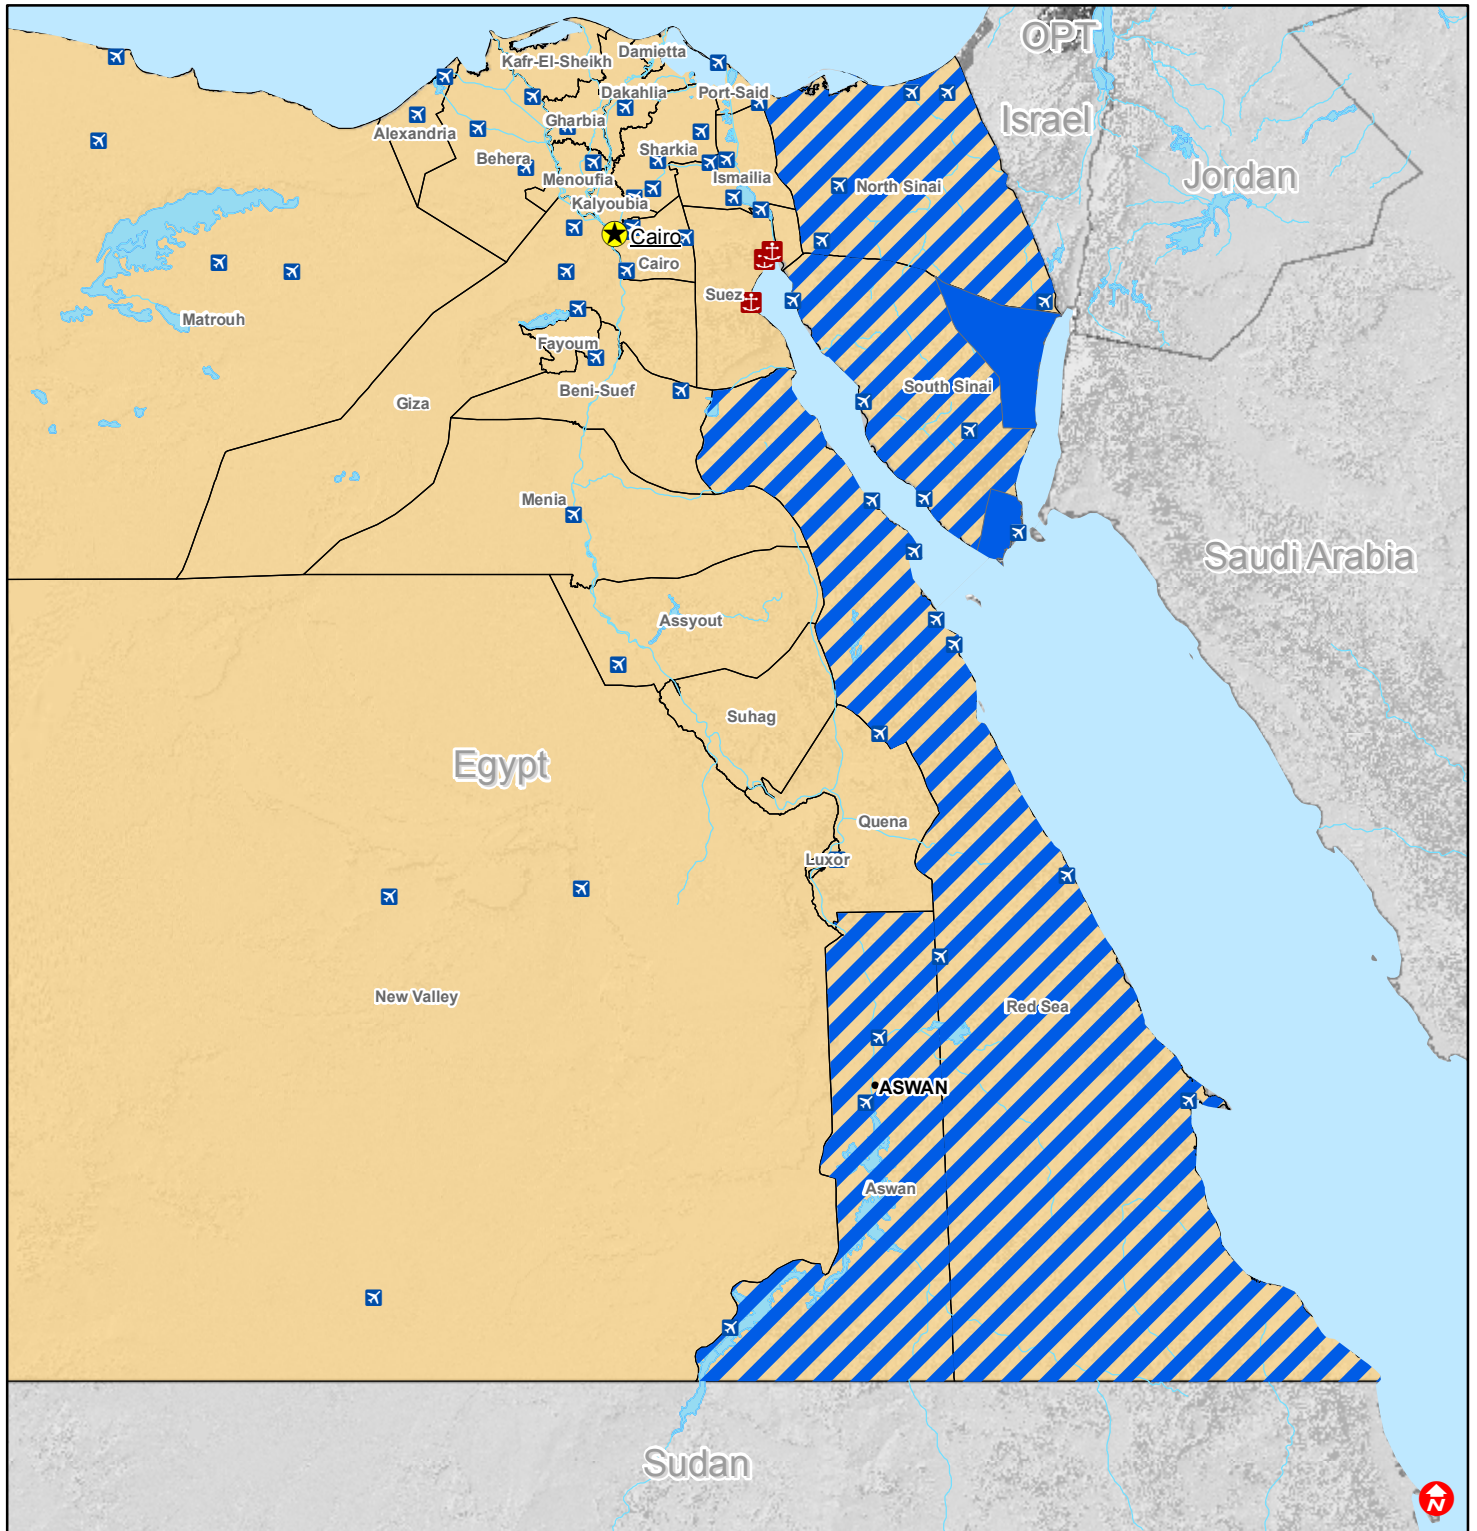 OPT
Damietta
Kafr-El-Sheikh
Dakahlia
Port-Said
Israel
Gharbia
Alexandria
Sharkia
Behera
Menoufia
Ismailia
Jordan
North Sinai
Kalyoubia
Cairo
Cairo
Suez
Matrouh
Fayoum
South Sinai
Beni-Suef
Giza
Menia
Saudi Arabia
Assyout
Suhag
Egypt
Quena
Luxor
New Valley
Red Sea
ASWAN
Aswan
Sudan
N